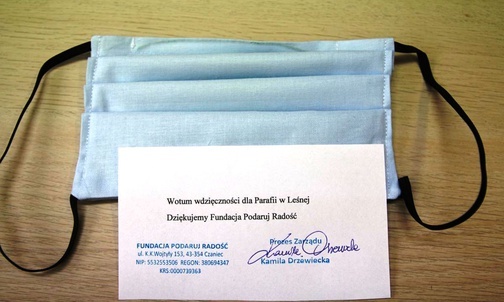 Wotum wdzięczności dla Parafii w Leśnej
Dziękujemy Fundacja Podaruj Radość
FUNDACJA PODARUJ RADOŚĆ
ul. K.K.Wojtyły 153, 43-354 Czaniec
NIP: 5532553506 REGON: 380694347
KRS:0000739363
Prezes Zarządu
Kamila Drzewiecka